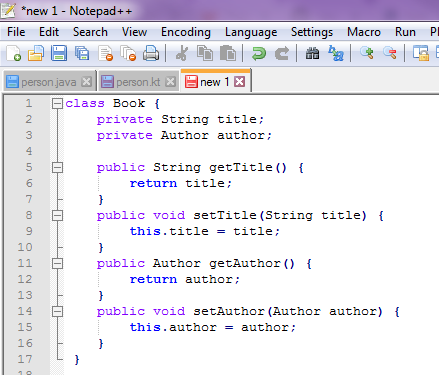 *new 1 - Notepad++
File Edit Search View Encoding Language Settings Macro Run
person.java person.kt new 1
1 class Book {
2 private String title;
3 private Author author;
4
5 public String getTitle() {
6 return title;
7 }
8 public void setTitle(String title) {
9 this.title = title;
10 }
11 public Author getAuthor() {
12 return author;
13 }
14 public void setAuthor(Author author) {
15 this.author = author;
16 }
17 }